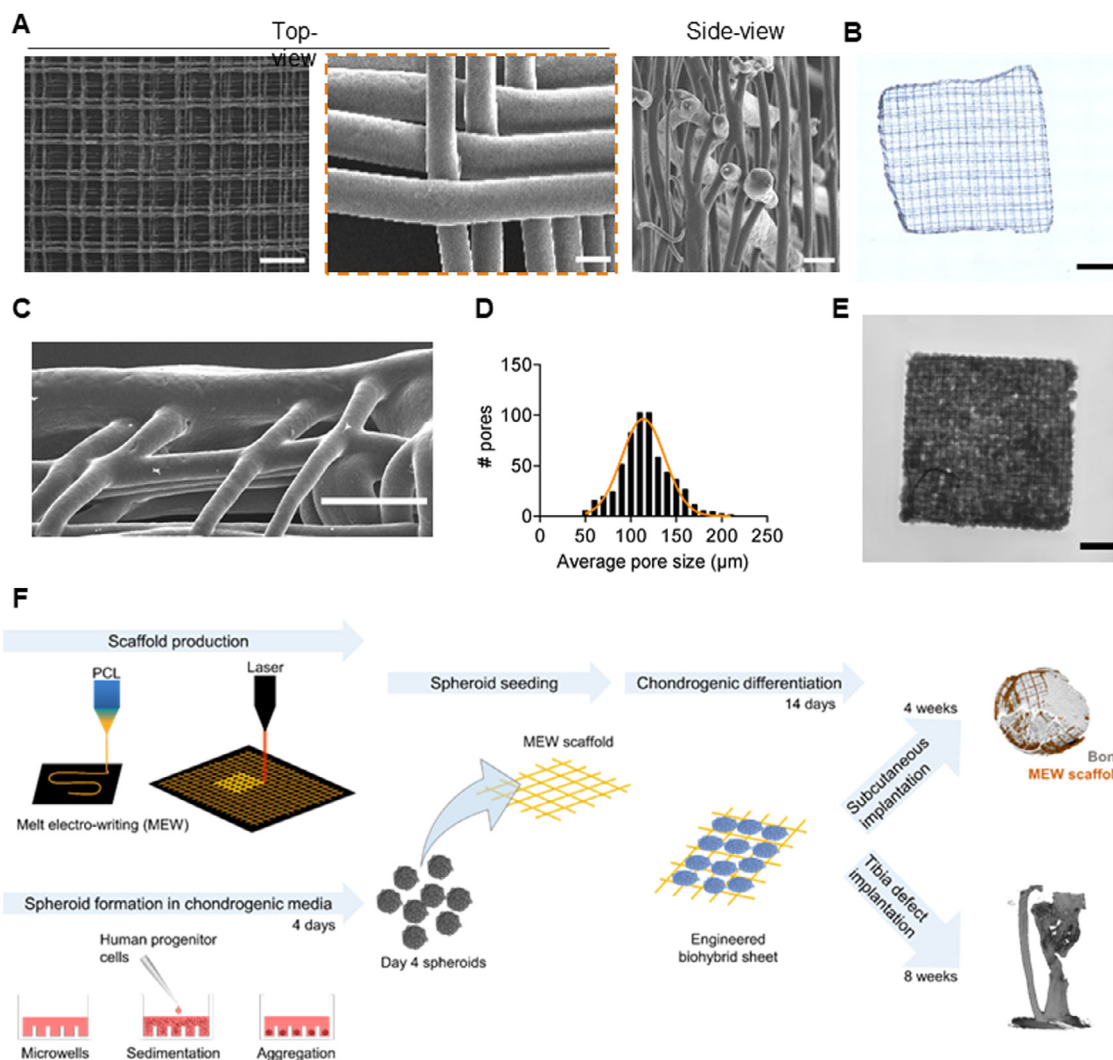 A
Top-
view
Side-view
B
C
D
E
150
100
50
0
# pores
0
50
100
150
200
250
Average pore size (µm)
F
Scaffold production
PCL
Laser
Melt electro-writing (MEW)
Spheroid formation in chondrogenic media
4 days
Human progenitor
cells
Microwells
Sedimentation
Aggregation
Spheroid seeding
MEW scaffold
Day 4 spheroids
Chondrogenic differentiation
14 days
Engineered
biohybrid sheet
4 weeks
Subcutaneous
implantation
Bon
MEW scaffol
Tibia defect
implantation
8 weeks